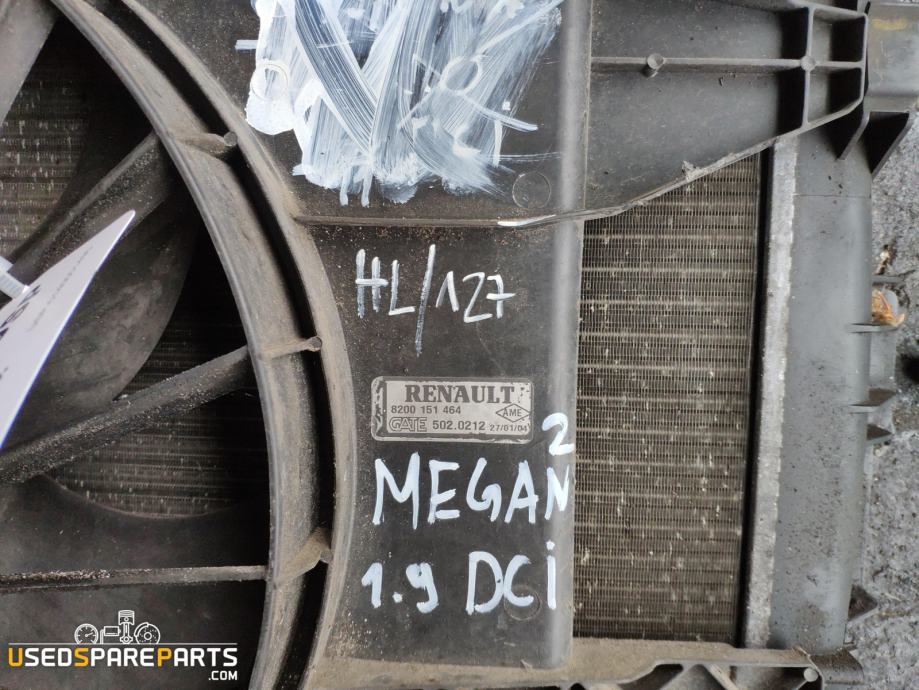 HL/127
RENAULT
8200 151 464
AME
GATE 502.0212 27/01/04
2
MEGAN
1.9 DCi
USEDSPAREPARTS
.COM